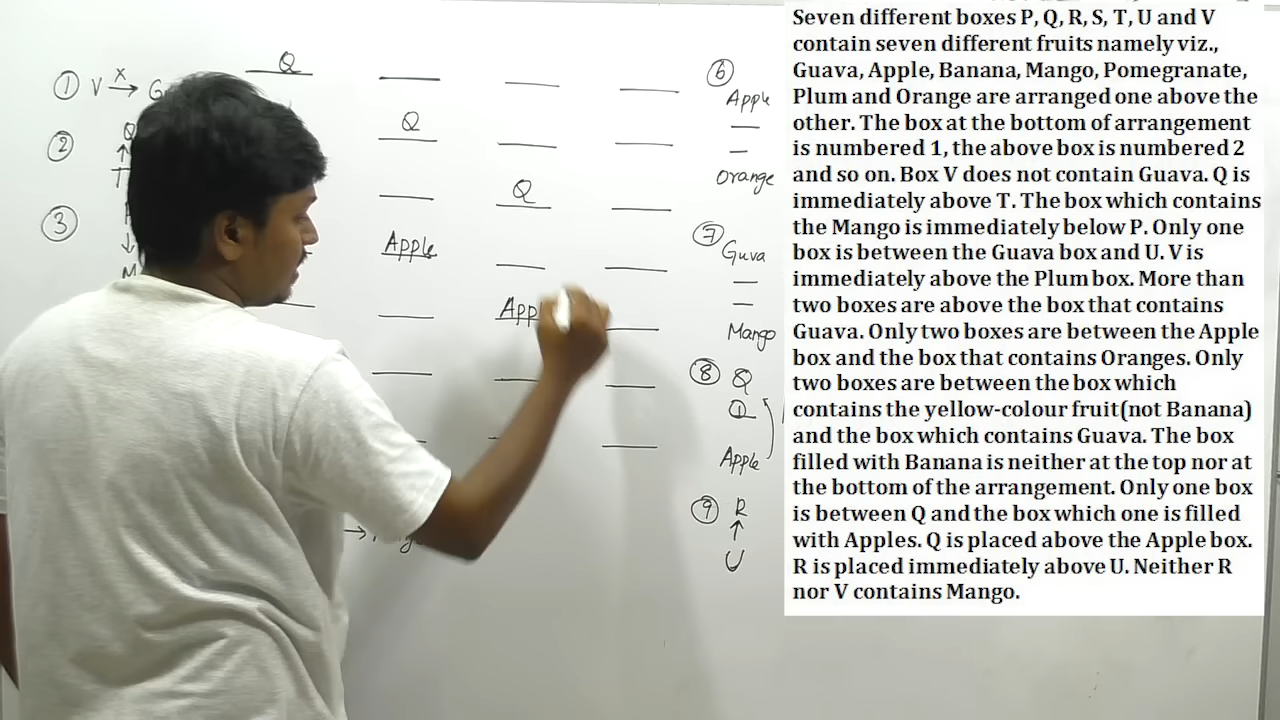 Seven different boxes P, Q, R, S, T, U and V
contain seven different fruits namely viz.,
Guava, Apple, Banana, Mango, Pomegranate,
Plum and Orange are arranged one above the
other. The box at the bottom of arrangement
is numbered 1, the above box is numbered 2
and so on. Box V does not contain Guava. Q is
immediately above T. The box which contains
the Mango is immediately below P. Only one
box is between the Guava box and U. V is
immediately above the Plum box. More than
two boxes are above the box that contains
Guava. Only two boxes are between the Apple
box and the box that contains Oranges. Only
two boxes are between the box which
contains the yellow-colour fruit(not Banana)
and the box which contains Guava. The box
filled with Banana is neither at the top nor at
the bottom of the arrangement. Only one box
is between Q and the box which one is filled
with Apples. Q is placed above the Apple box.
R is placed immediately above U. Neither R
nor V contains Mango.
① V x→ G
②
↑
③
↓
M
Q
Q
Apple
Q
App
→
⑥
Apple
Orange
⑦
Guva
Mango
⑧ Q
①
Apple
⑨ R
↑
U